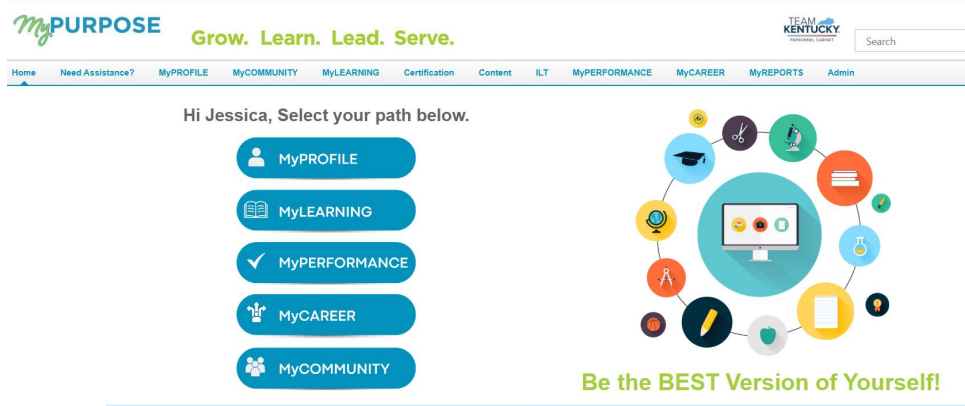 MyPURPOSE
Grow. Learn. Lead. Serve.
TEAM
KENTUCKY
PERSONNEL CABINET
Search
Home Need Assistance? MyPROFILE MyCOMMUNITY MyLEARNING Certification Content ILT MyPERFORMANCE MyCAREER MyREPORTS Admin
Hi Jessica, Select your path below.
MyPROFILE
MyLEARNING
MyPERFORMANCE
MyCAREER
MyCOMMUNITY
Be the BEST Version of Yourself!